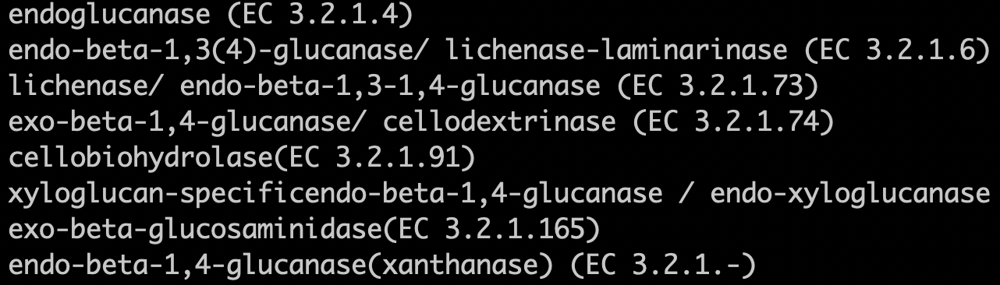 endoglucanase (EC 3.2.1.4)
endo-beta-1,3(4)-glucanase/ lichenase-laminarinase (EC 3.2.1.6)
lichenase/ endo-beta-1,3-1,4-glucanase (EC 3.2.1.73)
exo-beta-1,4-glucanase/ cellodextrinase (EC 3.2.1.74)
cellobiohydrolase(EC 3.2.1.91)
xyloglucan-specificendo-beta-1,4-glucanase / endo-xyloglucanase
exo-beta-glucosaminidase(EC 3.2.1.165)
endo-beta-1,4-glucanase(xanthanase) (EC 3.2.1.-)